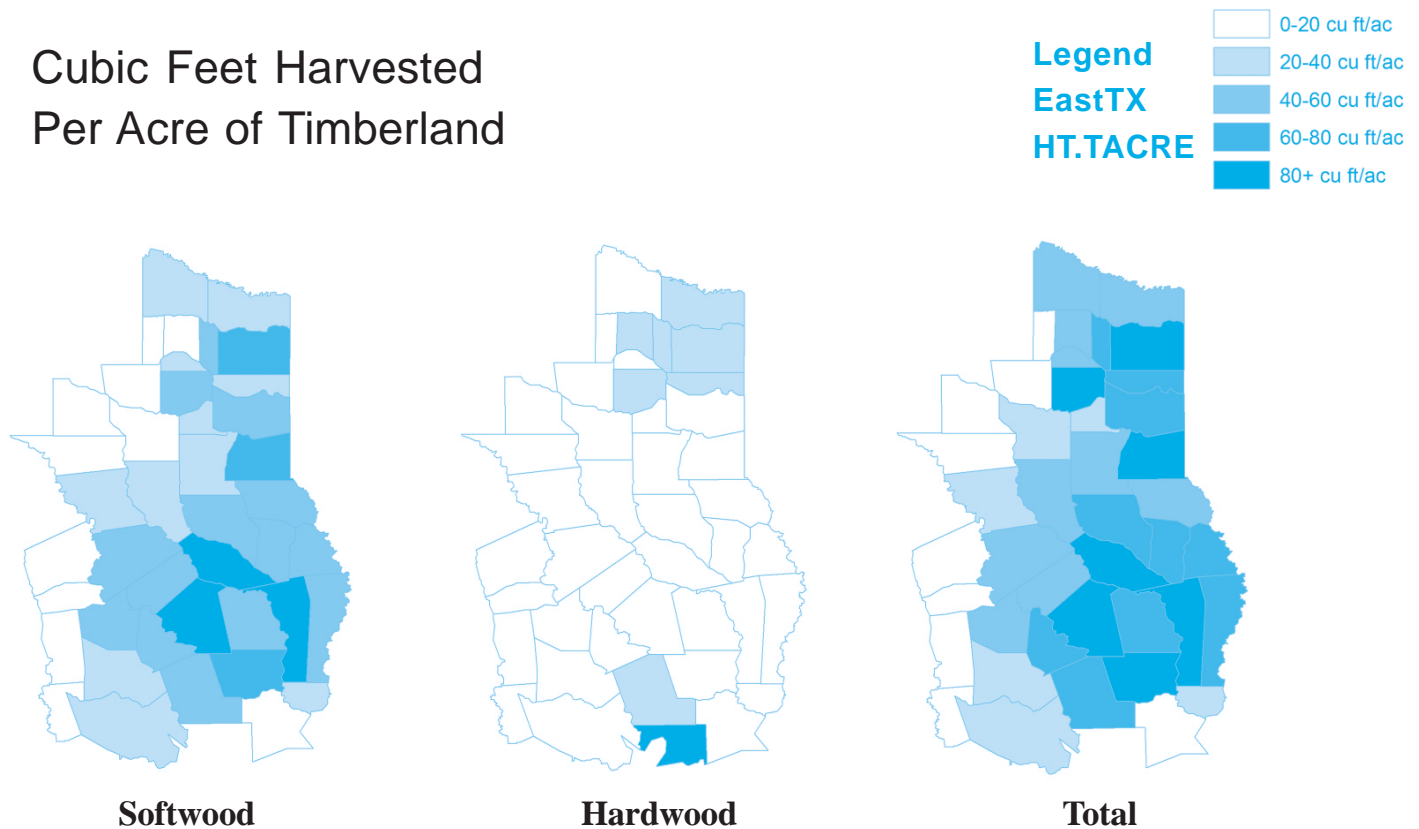 Cubic Feet Harvested
Per Acre of Timberland
Legend
EastTX
HT.TACRE
0-20 cu ft/ac
20-40 cu ft/ac
40-60 cu ft/ac
60-80 cu ft/ac
80+ cu ft/ac
Softwood
Hardwood
Total